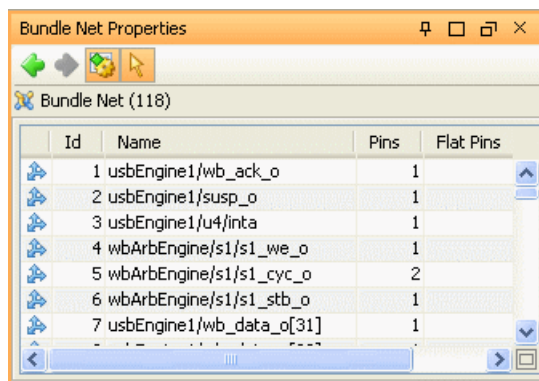 Bundle Net Properties
Bundle Net (118)
Id Name Pins Flat Pins
1 usbEngine1/wb_ack_o 1
2 usbEngine1/susp_o 1
3 usbEngine1/u4/inta 1
4 wbArbEngine/s1/s1_we_o 1
5 wbArbEngine/s1/s1_cyc_o 2
6 wbArbEngine/s1/s1_stb_o 1
7 usbEngine1/wb_data_o[31] 1